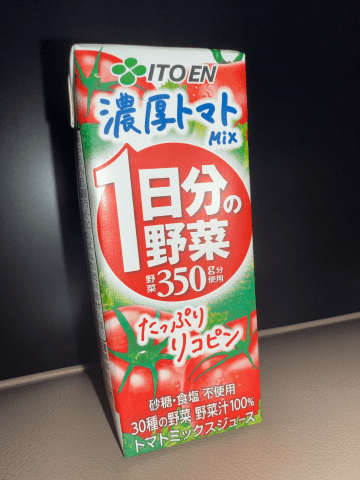 ITO EN
濃厚トマト
Mix
1日分の
野菜
野菜350g分使用
たっぷり
リコピン
砂糖・食塩 不使用
30種の野菜 野菜汁100%
トマトミックスジュース